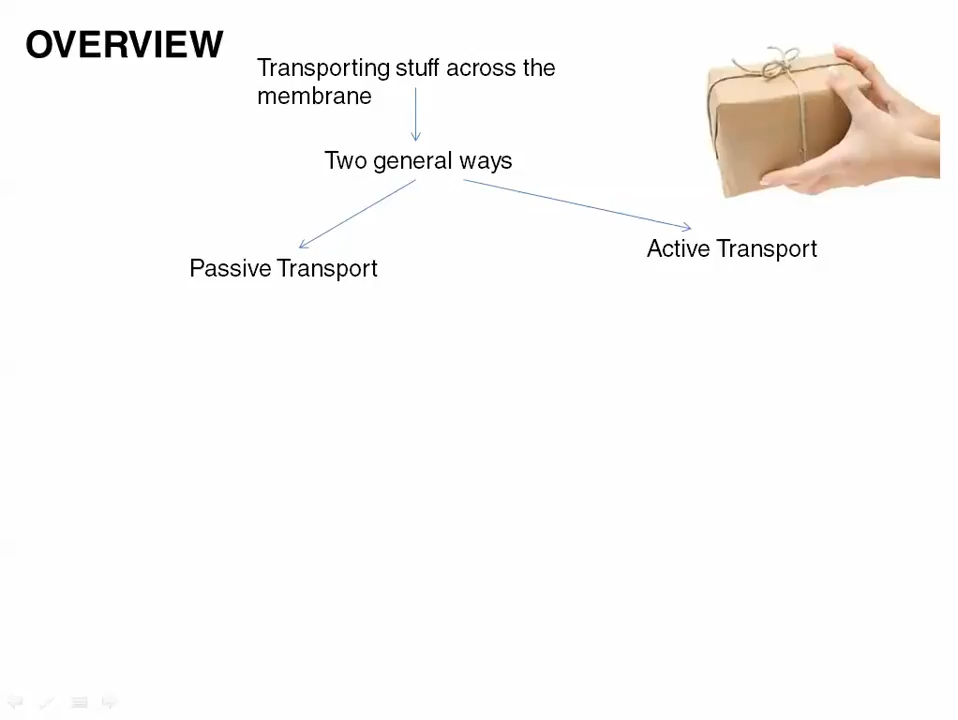 OVERVIEW
Transporting stuff across the
membrane
Two general ways
Passive Transport
Active Transport